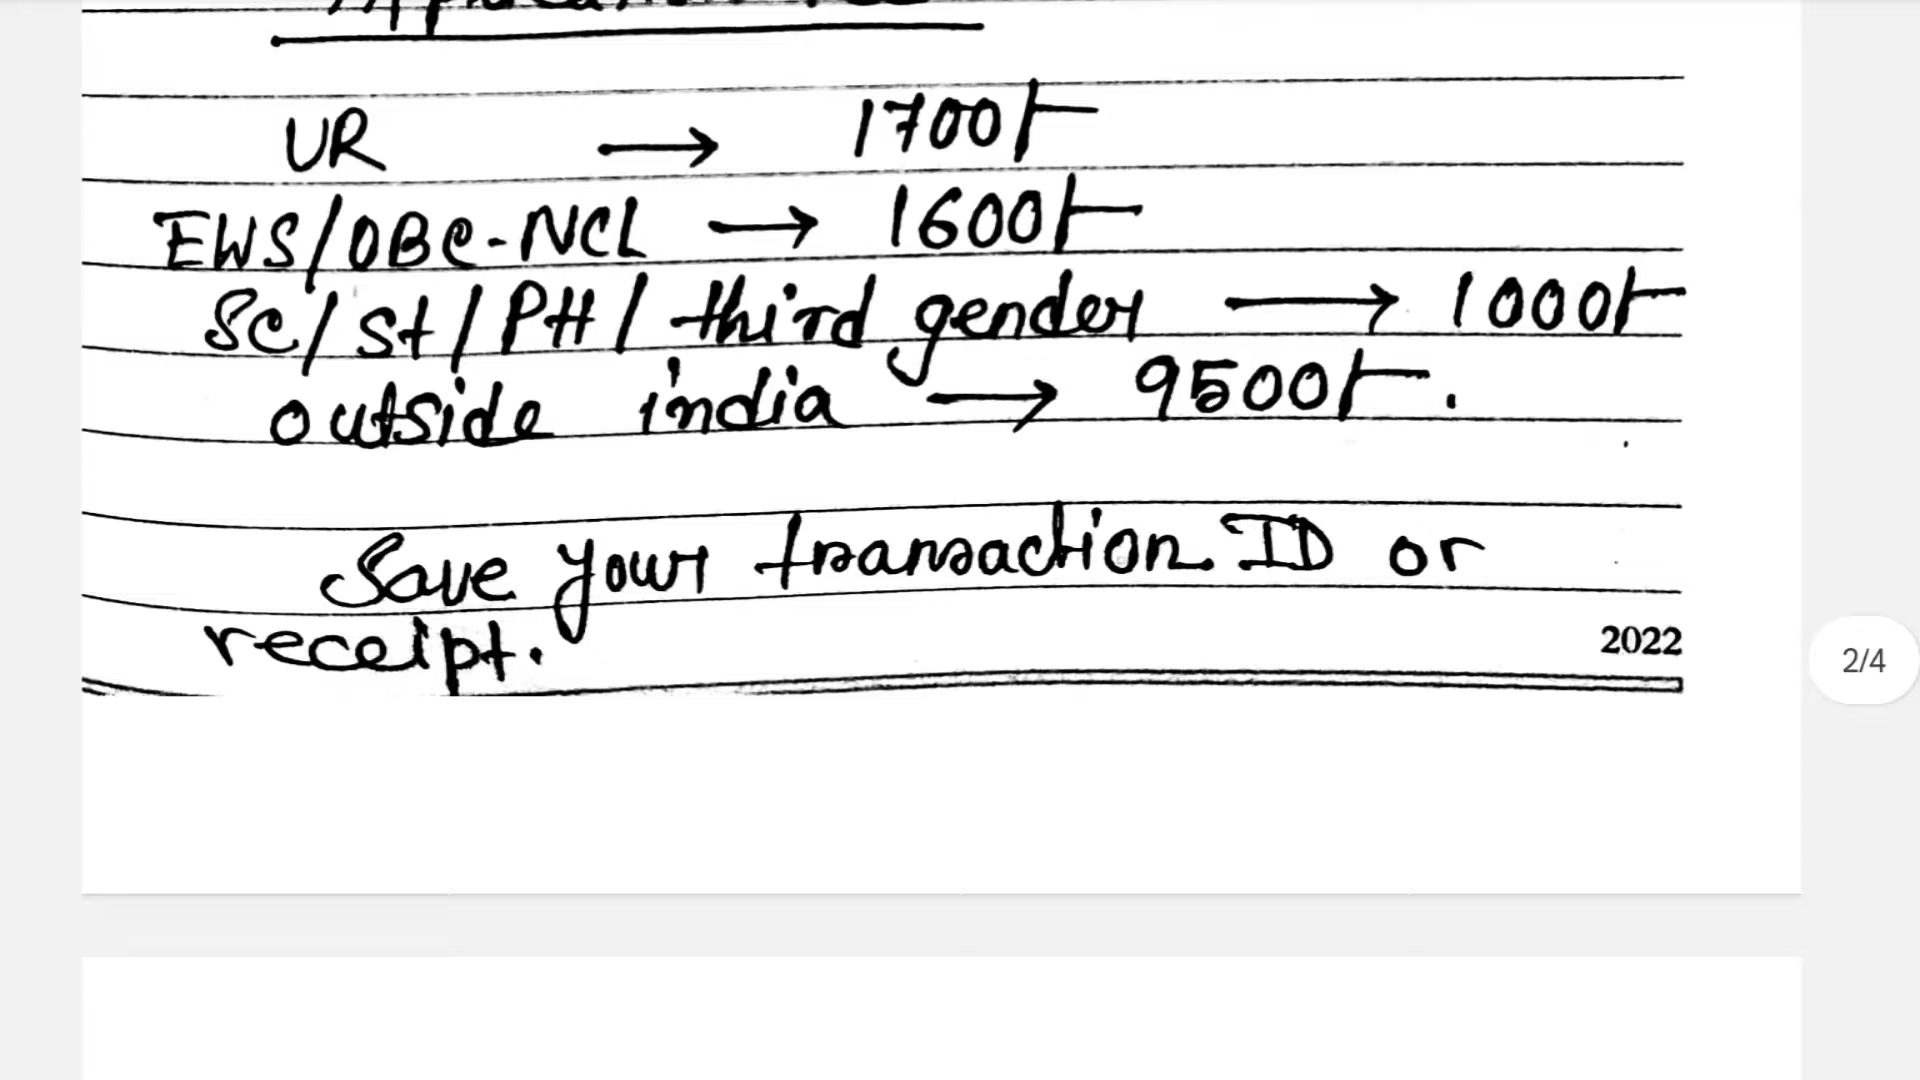 UR → 1700/-
EWS/OBC-NCL → 1600/-
SC/St/PH/ third gender → 1000/-
outside india → 9500/-.
Save your transaction ID or
receipt.
2022
2/4